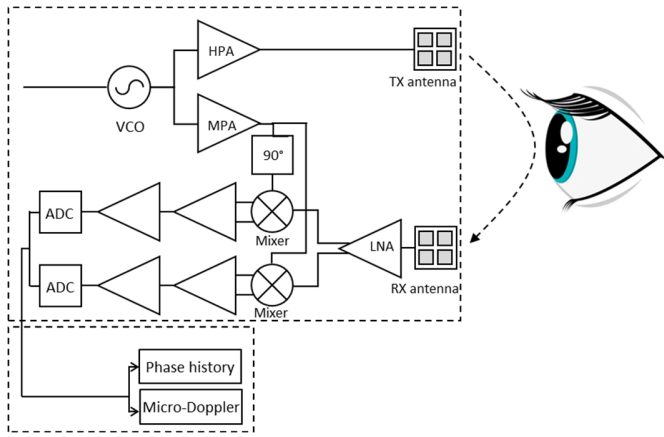 HPA
TX antenna
VCO
MPA
90°
ADC
Mixer
LNA
ADC
RX antenna
Mixer
Phase history
Micro-Doppler